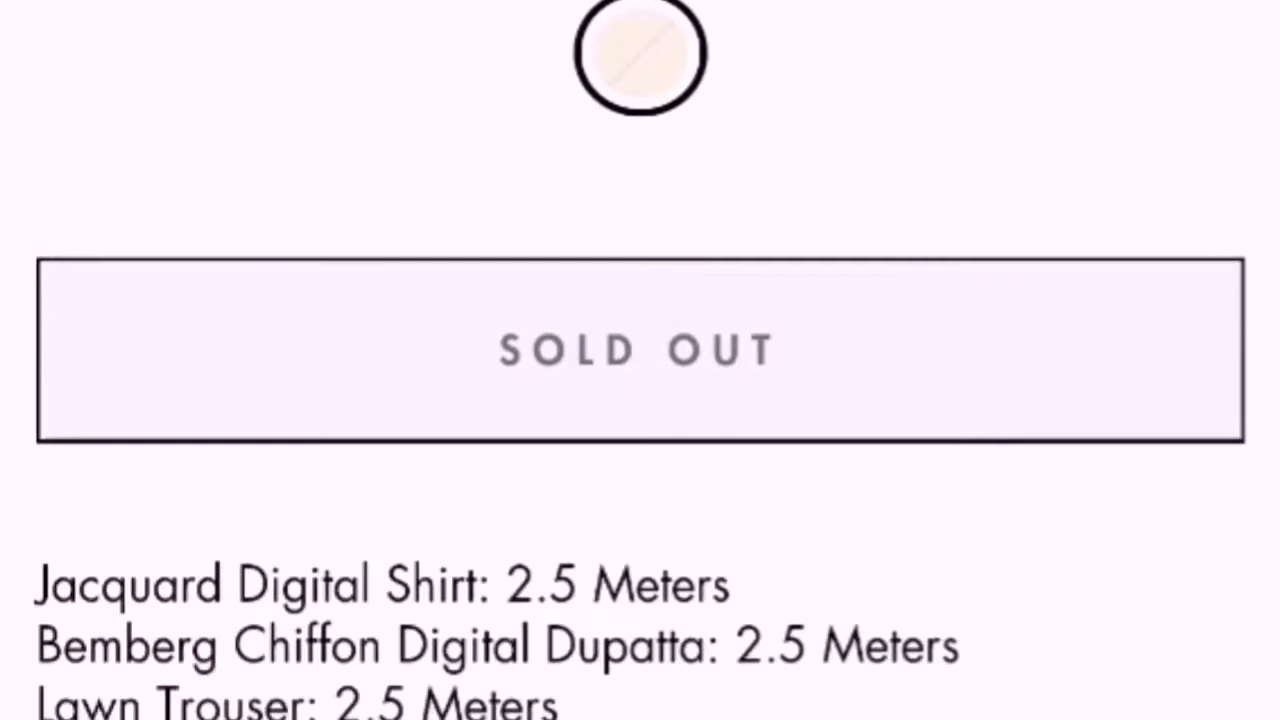 SOLD OUT
Jacquard Digital Shirt: 2.5 Meters
Bemberg Chiffon Digital Dupatta: 2.5 Meters
Lawn Trouser: 2.5 Meters